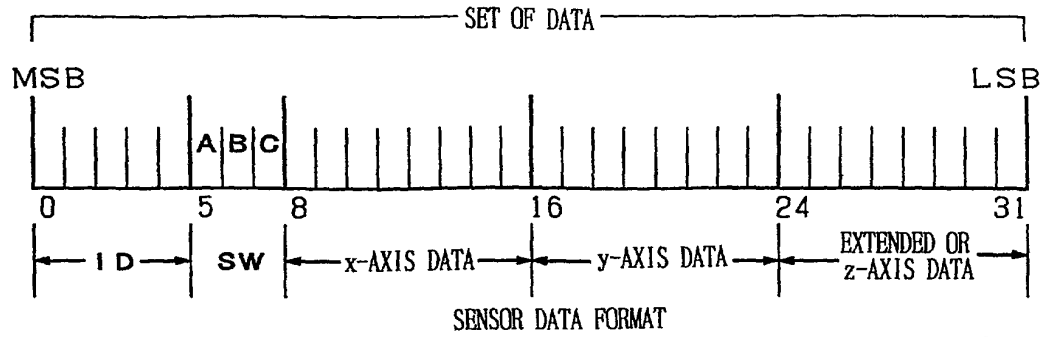 SET OF DATA
MSB LSB
A B C
0 5 8 16 24 31
ID SW x-AXIS DATA y-AXIS DATA EXTENDED OR
z-AXIS DATA
SENSOR DATA FORMAT